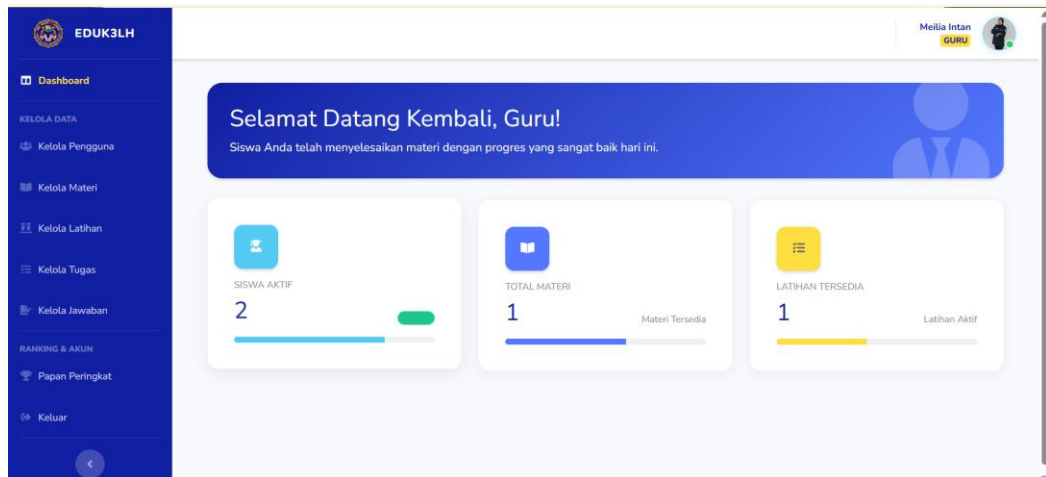 EDUK3LH
Meilia Intan
GURU
Dashboard
KELOLA DATA
Kelola Pengguna
Kelola Materi
Kelola Latihan
Kelola Tugas
Kelola Jawaban
RANKING & AKUN
Papan Peringkat
Keluar
Selamat Datang Kembali, Guru!
Siswa Anda telah menyelesaikan materi dengan progres yang sangat baik hari ini.
SISWA AKTIF
2
TOTAL MATERI
1
Materi Tersedia
LATIHAN TERSEDIA
1
Latihan Aktif